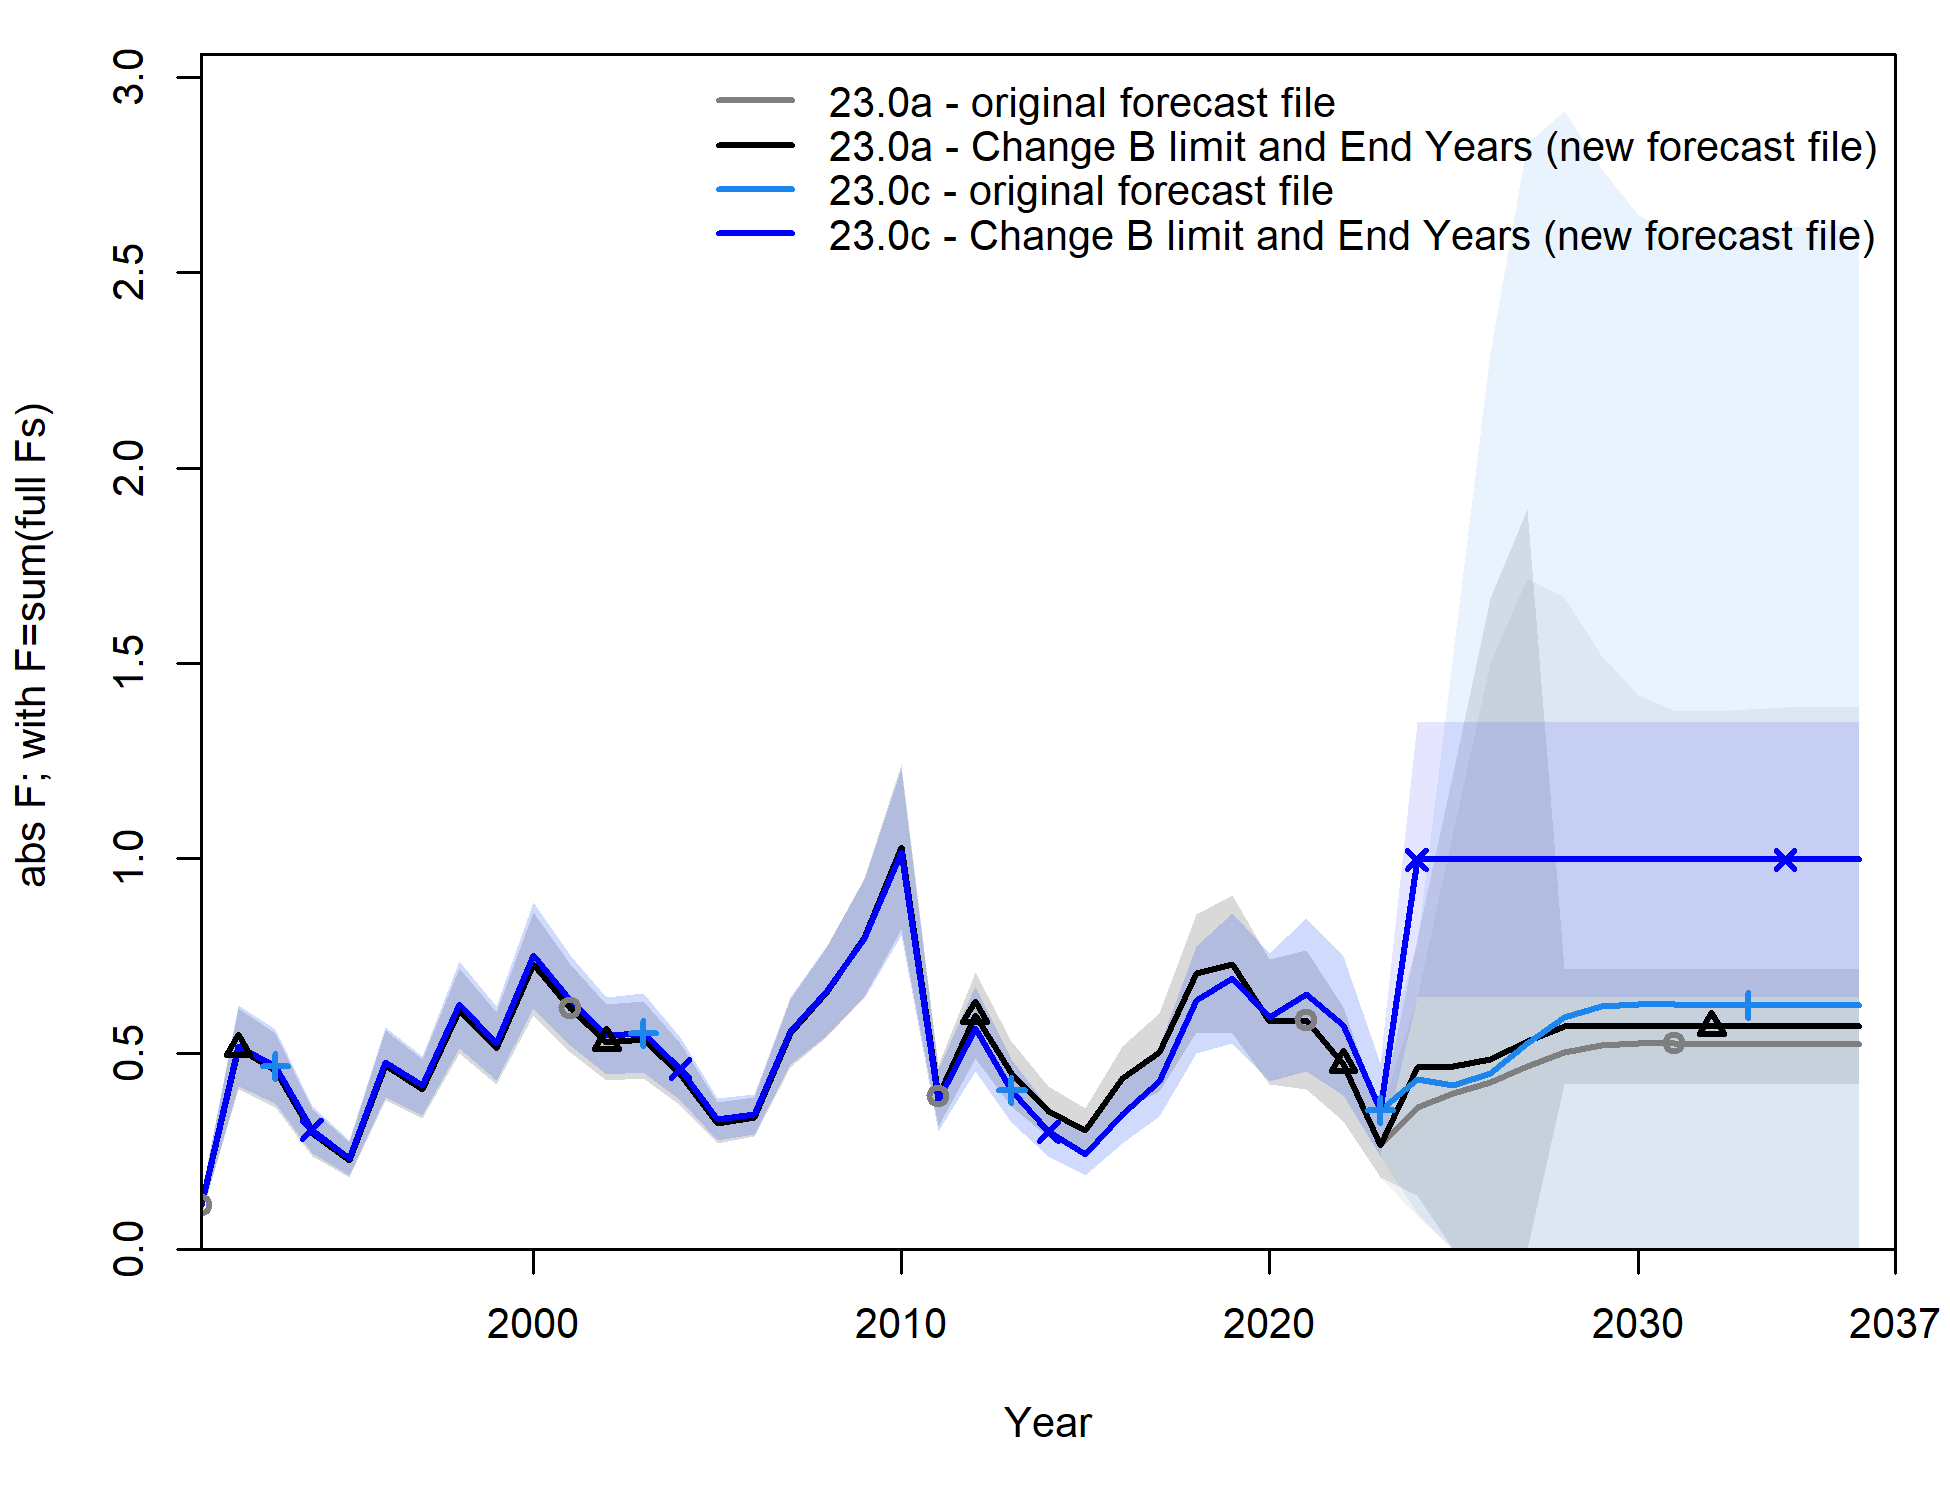 23.0a - original forecast file
23.0a - Change B limit and End Years (new forecast file)
23.0c - original forecast file
23.0c - Change B limit and End Years (new forecast file)
abs F; with F=sum(full Fs)
3.0
2.5
2.0
1.5
1.0
0.5
0.0
2000 2010 2020 2030 2037
Year